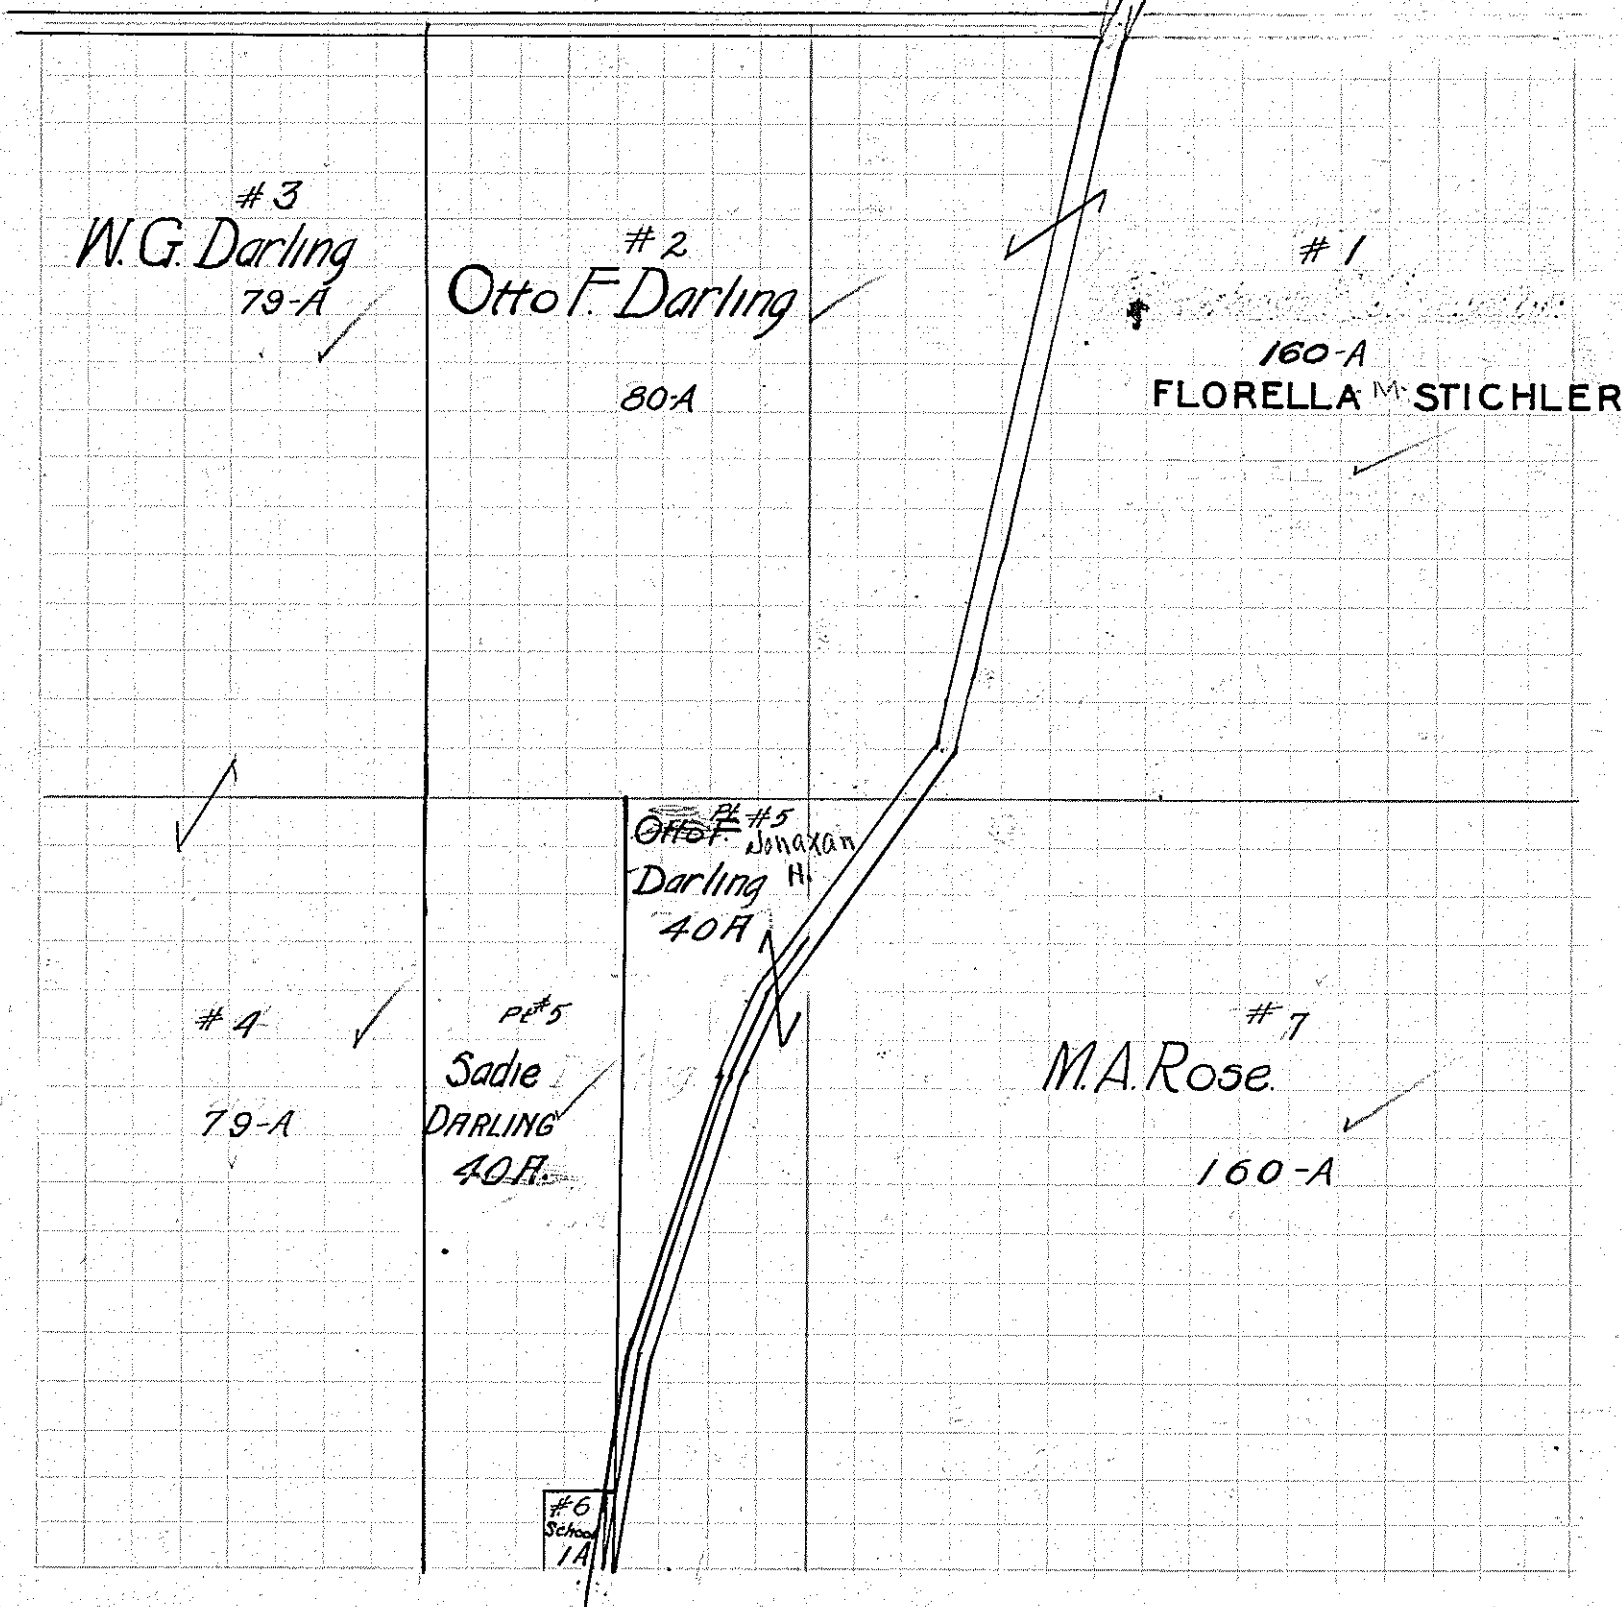 #3
W.G. Darling
79-A
#2
Otto F. Darling
80-A
#1
160-A
FLORELLA M. STICHLER
Pt. #5
Otto F.
Jonaxan
H.
Darling
40A
#4
79-A
Pt #5
Sadie
DARLING
40A.
#7
M.A. Rose.
160-A
#6
School
1A